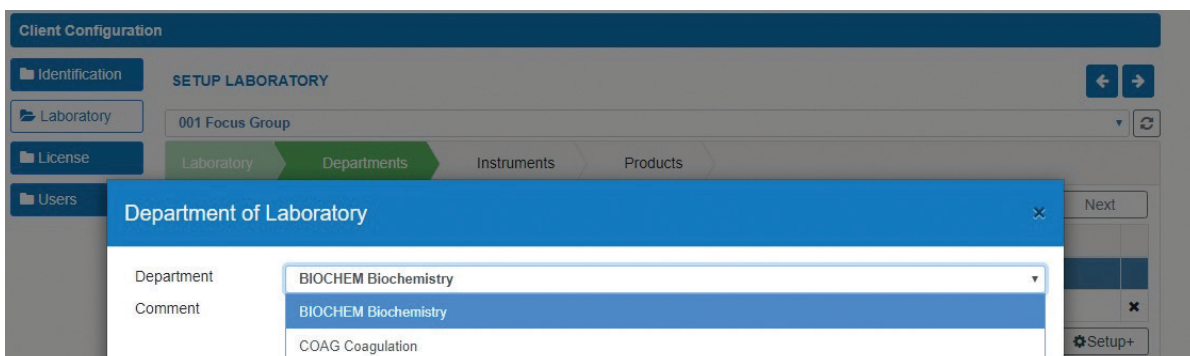 Client Configuration
Identification
SETUP LABORATORY
Laboratory
001 Focus Group
License
Laboratory
Departments
Instruments
Products
Users
Next
Department of Laboratory
×
Department
BIOCHEM Biochemistry
Comment
BIOCHEM Biochemistry
COAG Coagulation
Setup+